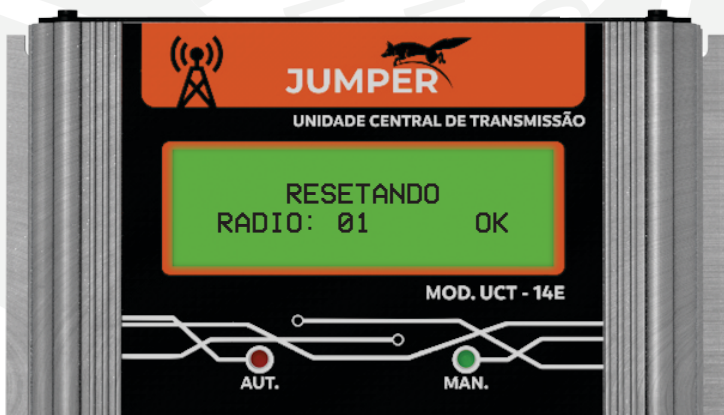 JUMPER
UNIDADE CENTRAL DE TRANSMISSÃO
RESETANDO
RADIO: 01 OK
MOD. UCT - 14E
AUT.
MAN.